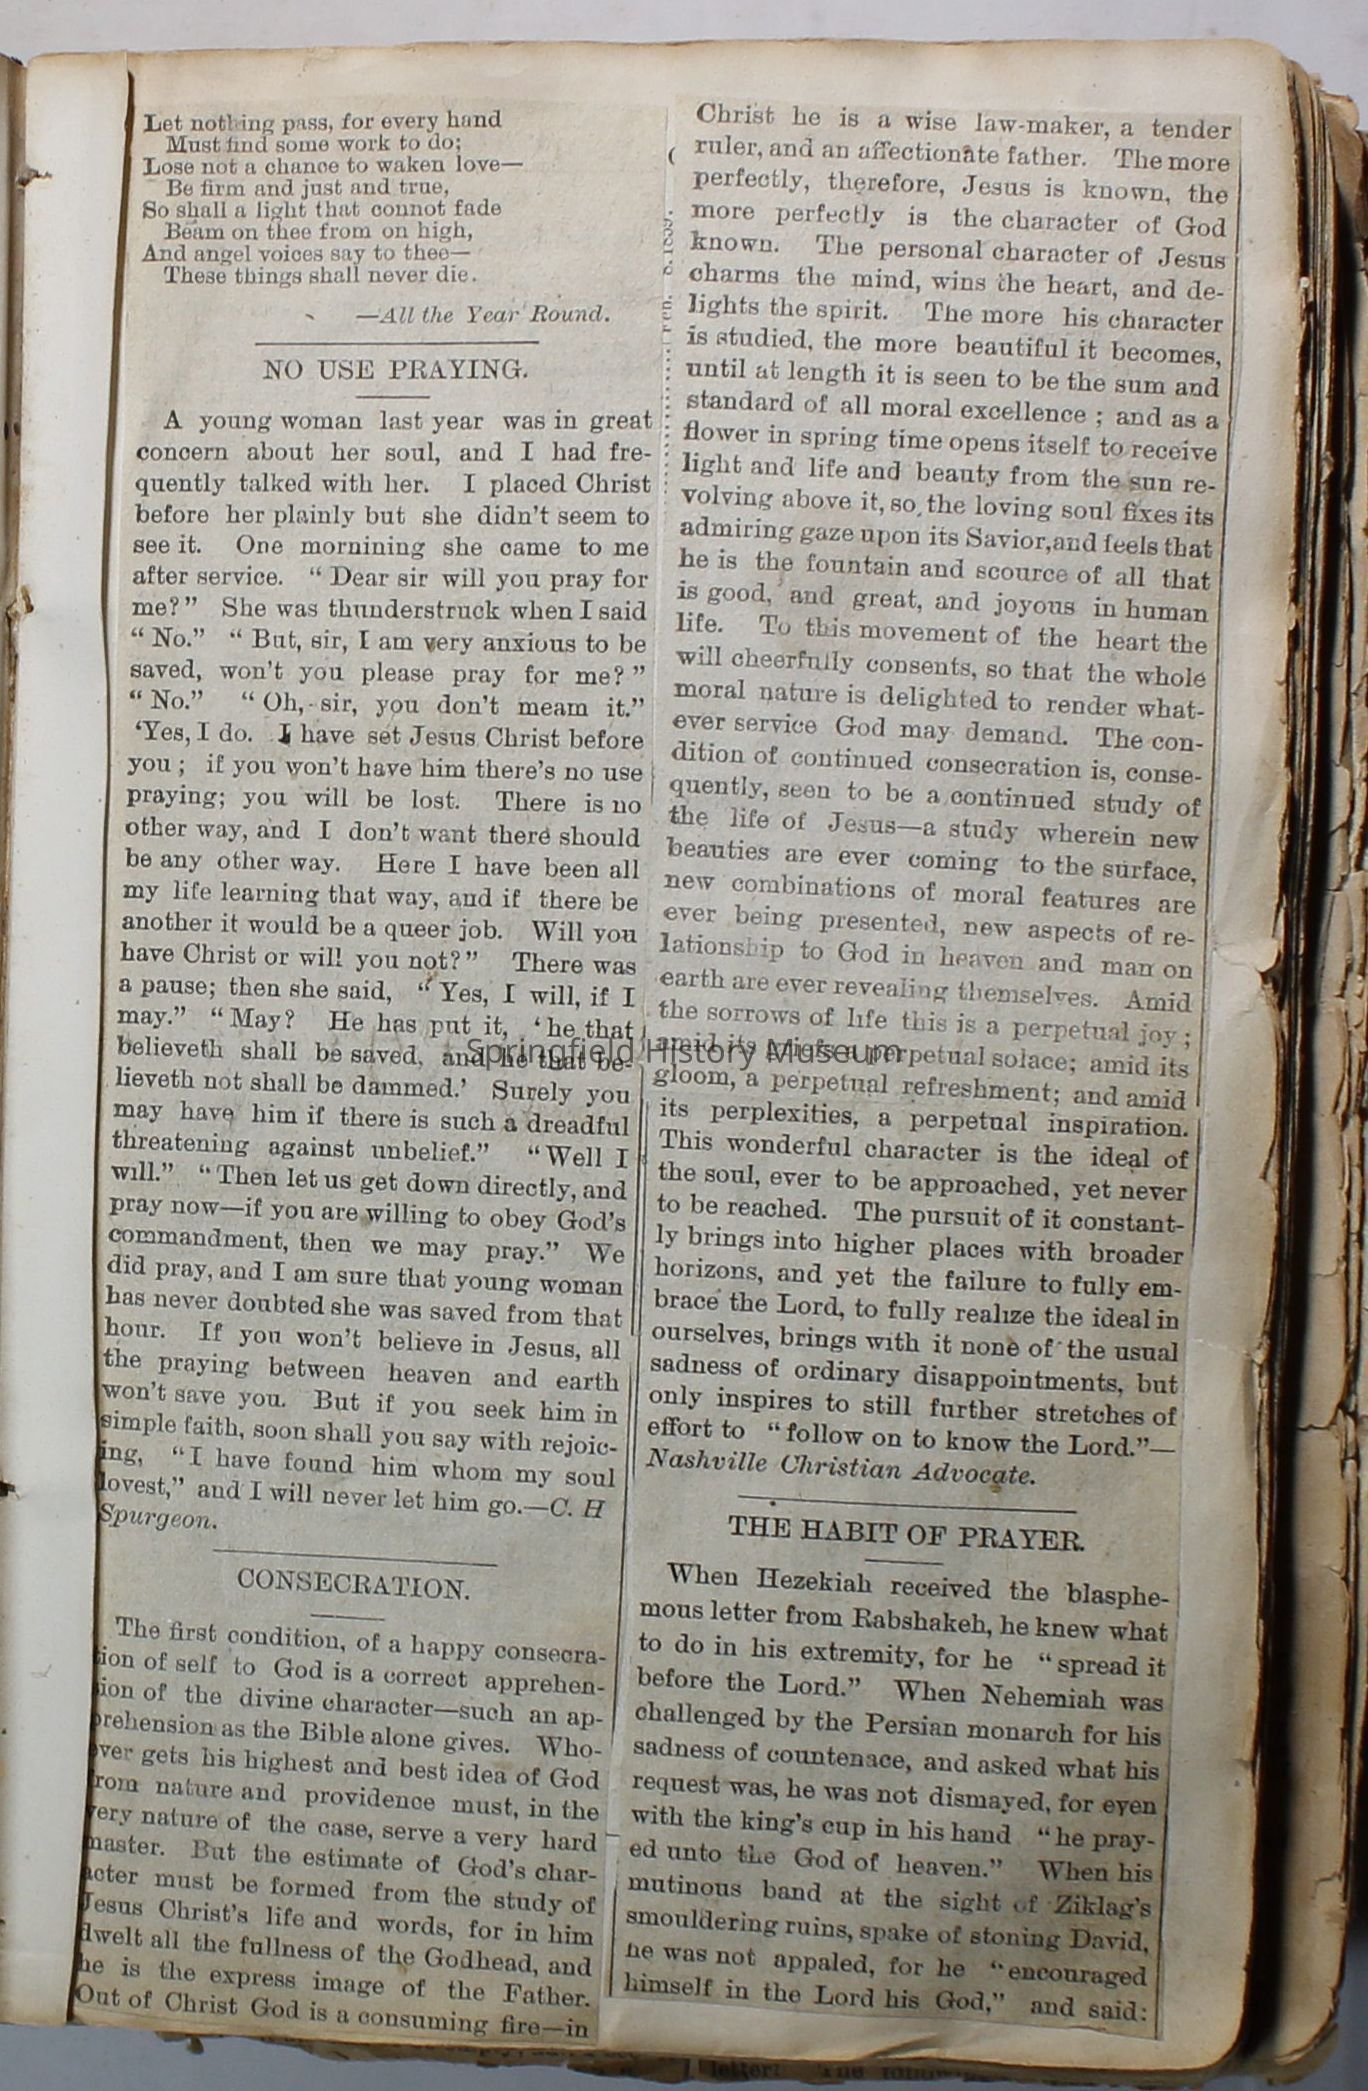 Let nothing pass, for every hand
Must find some work to do;
Lose not a chance to waken love—
Be firm and just and true,
So shall a light that connot fade
Beam on thee from on high,
And angel voices say to thee—
These things shall never die.
—All the Year Round.
NO USE PRAYING.
A young woman last year was in great
concern about her soul, and I had fre-
quently talked with her. I placed Christ
before her plainly but she didn't seem to
see it. One mornining she came to me
after service. "Dear sir will you pray for
me?" She was thunderstruck when I said
"No." "But, sir, I am very anxious to be
saved, won't you please pray for me?"
"No." "Oh, sir, you don't meam it."
'Yes, I do. I have set Jesus Christ before
you; if you won't have him there's no use
praying; you will be lost. There is no
other way, and I don't want there should
be any other way. Here I have been all
my life learning that way, and if there be
another it would be a queer job. Will you
have Christ or will you not?" There was
a pause; then she said, "Yes, I will, if I
may." "May? He has put it, 'he that
believeth shall be saved, and he that be-
lieveth not shall be dammed.' Surely you
may have him if there is such a dreadful
threatening against unbelief." "Well I
will." "Then let us get down directly, and
pray now—if you are willing to obey God's
commandment, then we may pray." We
did pray, and I am sure that young woman
has never doubted she was saved from that
hour. If you won't believe in Jesus, all
the praying between heaven and earth
won't save you. But if you seek him in
simple faith, soon shall you say with rejoic-
ing, "I have found him whom my soul
lovest," and I will never let him go.—C. H
Spurgeon.
CONSECRATION.
The first condition, of a happy consecra-
tion of self to God is a correct apprehen-
sion of the divine character—such an ap-
prehension as the Bible alone gives. Who-
ever gets his highest and best idea of God
from nature and providence must, in the
very nature of the case, serve a very hard
master. But the estimate of God's char-
acter must be formed from the study of
Jesus Christ's life and words, for in him
dwelt all the fullness of the Godhead, and
he is the express image of the Father.
Out of Christ God is a consuming fire—in
Christ he is a wise law-maker, a tender
ruler, and an affectionate father. The more
perfectly, therefore, Jesus is known, the
more perfectly is the character of God
known. The personal character of Jesus
charms the mind, wins the heart, and de-
lights the spirit. The more his character
is studied, the more beautiful it becomes,
until at length it is seen to be the sum and
standard of all moral excellence; and as a
flower in spring time opens itself to receive
light and life and beauty from the sun re-
volving above it, so, the loving soul fixes its
admiring gaze upon its Savior, and feels that
he is the fountain and scource of all that
is good, and great, and joyous in human
life. To this movement of the heart the
will cheerfully consents, so that the whole
moral nature is delighted to render what-
ever service God may demand. The con-
dition of continued consecration is, conse-
quently, seen to be a continued study of
the life of Jesus—a study wherein new
beauties are ever coming to the surface,
new combinations of moral features are
ever being presented, new aspects of re-
lationship to God in heaven and man on
earth are ever revealing themselves. Amid
the sorrows of life this is a perpetual joy;
amid its griefs a perpetual solace; amid its
gloom, a perpetual refreshment; and amid
its perplexities, a perpetual inspiration.
This wonderful character is the ideal of
the soul, ever to be approached, yet never
to be reached. The pursuit of it constant-
ly brings into higher places with broader
horizons, and yet the failure to fully em-
brace the Lord, to fully realize the ideal in
ourselves, brings with it none of the usual
sadness of ordinary disappointments, but
only inspires to still further stretches of
effort to "follow on to know the Lord."—
Nashville Christian Advocate.
THE HABIT OF PRAYER.
When Hezekiah received the blasphe-
mous letter from Rabshakeh, he knew what
to do in his extremity, for he "spread it
before the Lord." When Nehemiah was
challenged by the Persian monarch for his
sadness of countenace, and asked what his
request was, he was not dismayed, for even
with the king's cup in his hand "he pray-
ed unto the God of heaven." When his
mutinous band at the sight of Ziklag's
smouldering ruins, spake of stoning David,
he was not appaled, for he "encouraged
himself in the Lord his God," and said:
Springfield History Museum